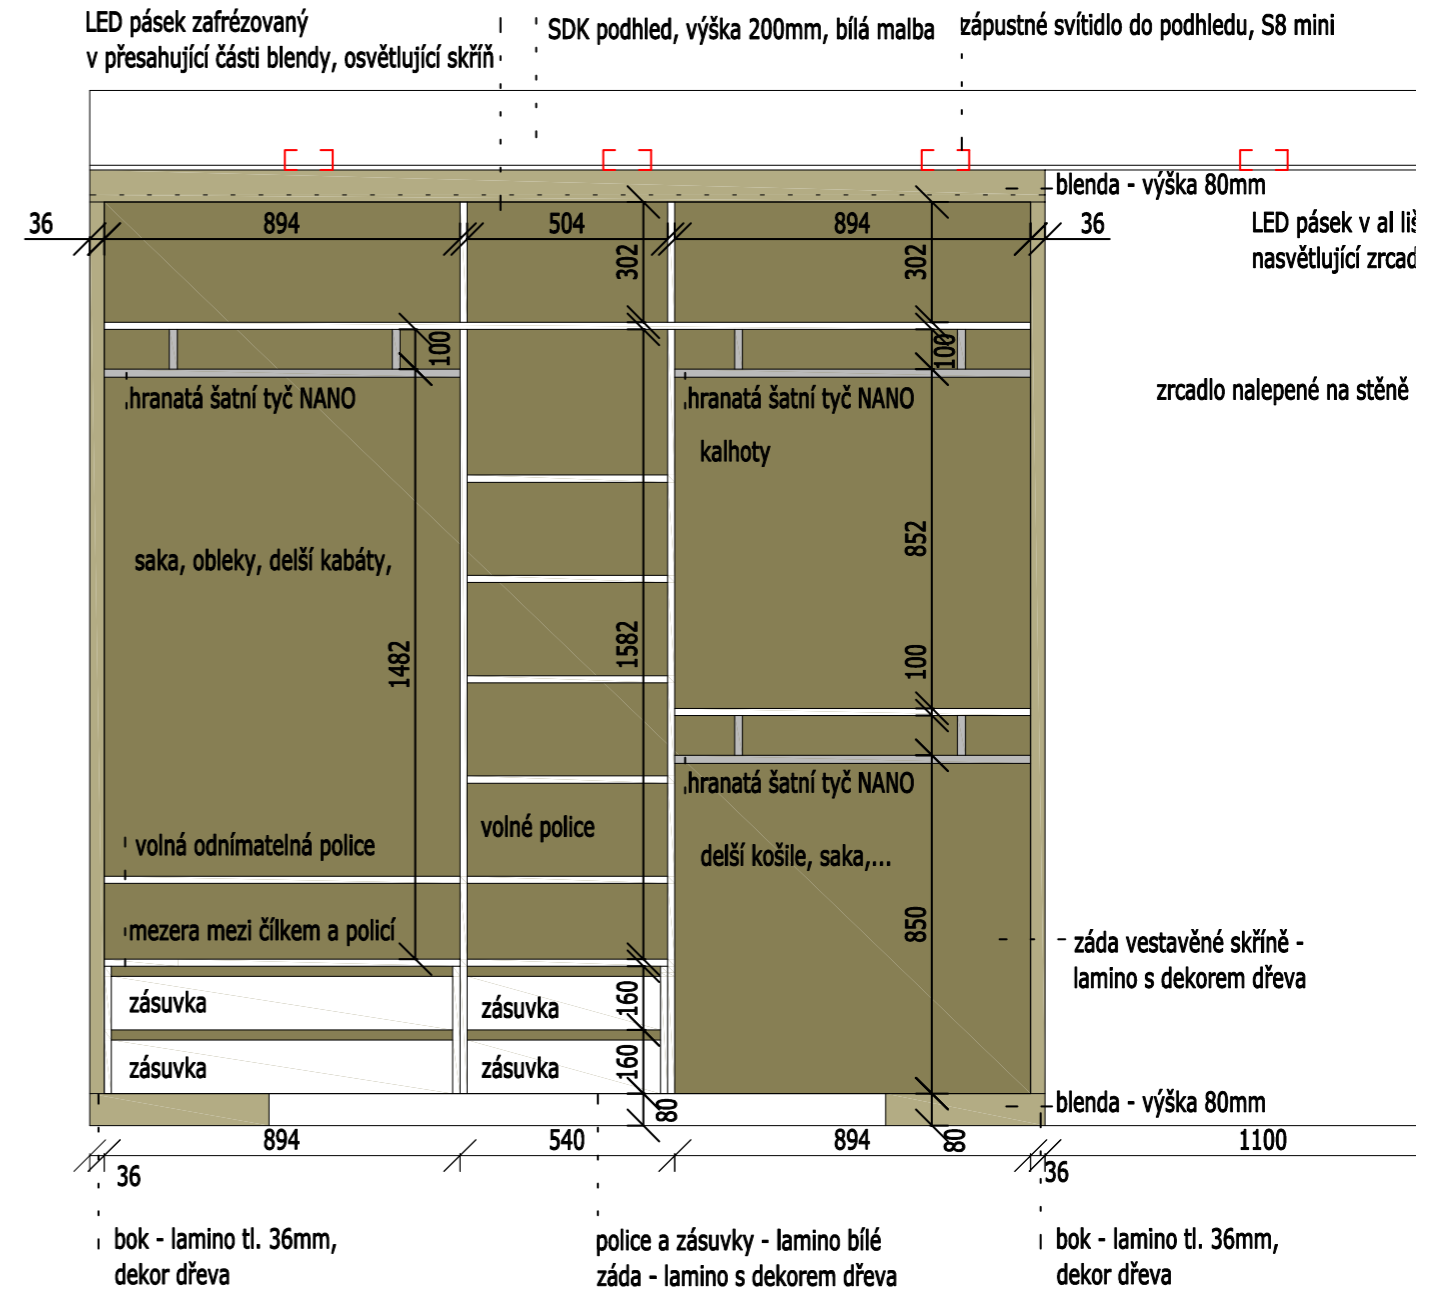 LED pásek zafrézovaný
v přesahující části blendy, osvětlující skříň
SDK podhled, výška 200mm, bílá malba
zápustné svítidlo do podhledu, S8 mini
blenda - výška 80mm
36
894
504
894
36
LED pásek v al liš
nasvětlující zrcad
302
302
100
100
hranatá šatní tyč NANO
hranatá šatní tyč NANO
zrcadlo nalepené na stěně
kalhoty
saka, obleky, delší kabáty,
852
1482
1582
100
hranatá šatní tyč NANO
volná odnímatelná police
volné police
delší košile, saka,...
mezera mezi čílkem a policí
850
záda vestavěné skříně -
lamino s dekorem dřeva
zásuvka
zásuvka
160
zásuvka
zásuvka
160
80
blenda - výška 80mm
894
540
894
80
1100
36
36
bok - lamino tl. 36mm,
dekor dřeva
police a zásuvky - lamino bílé
záda - lamino s dekorem dřeva
bok - lamino tl. 36mm,
dekor dřeva